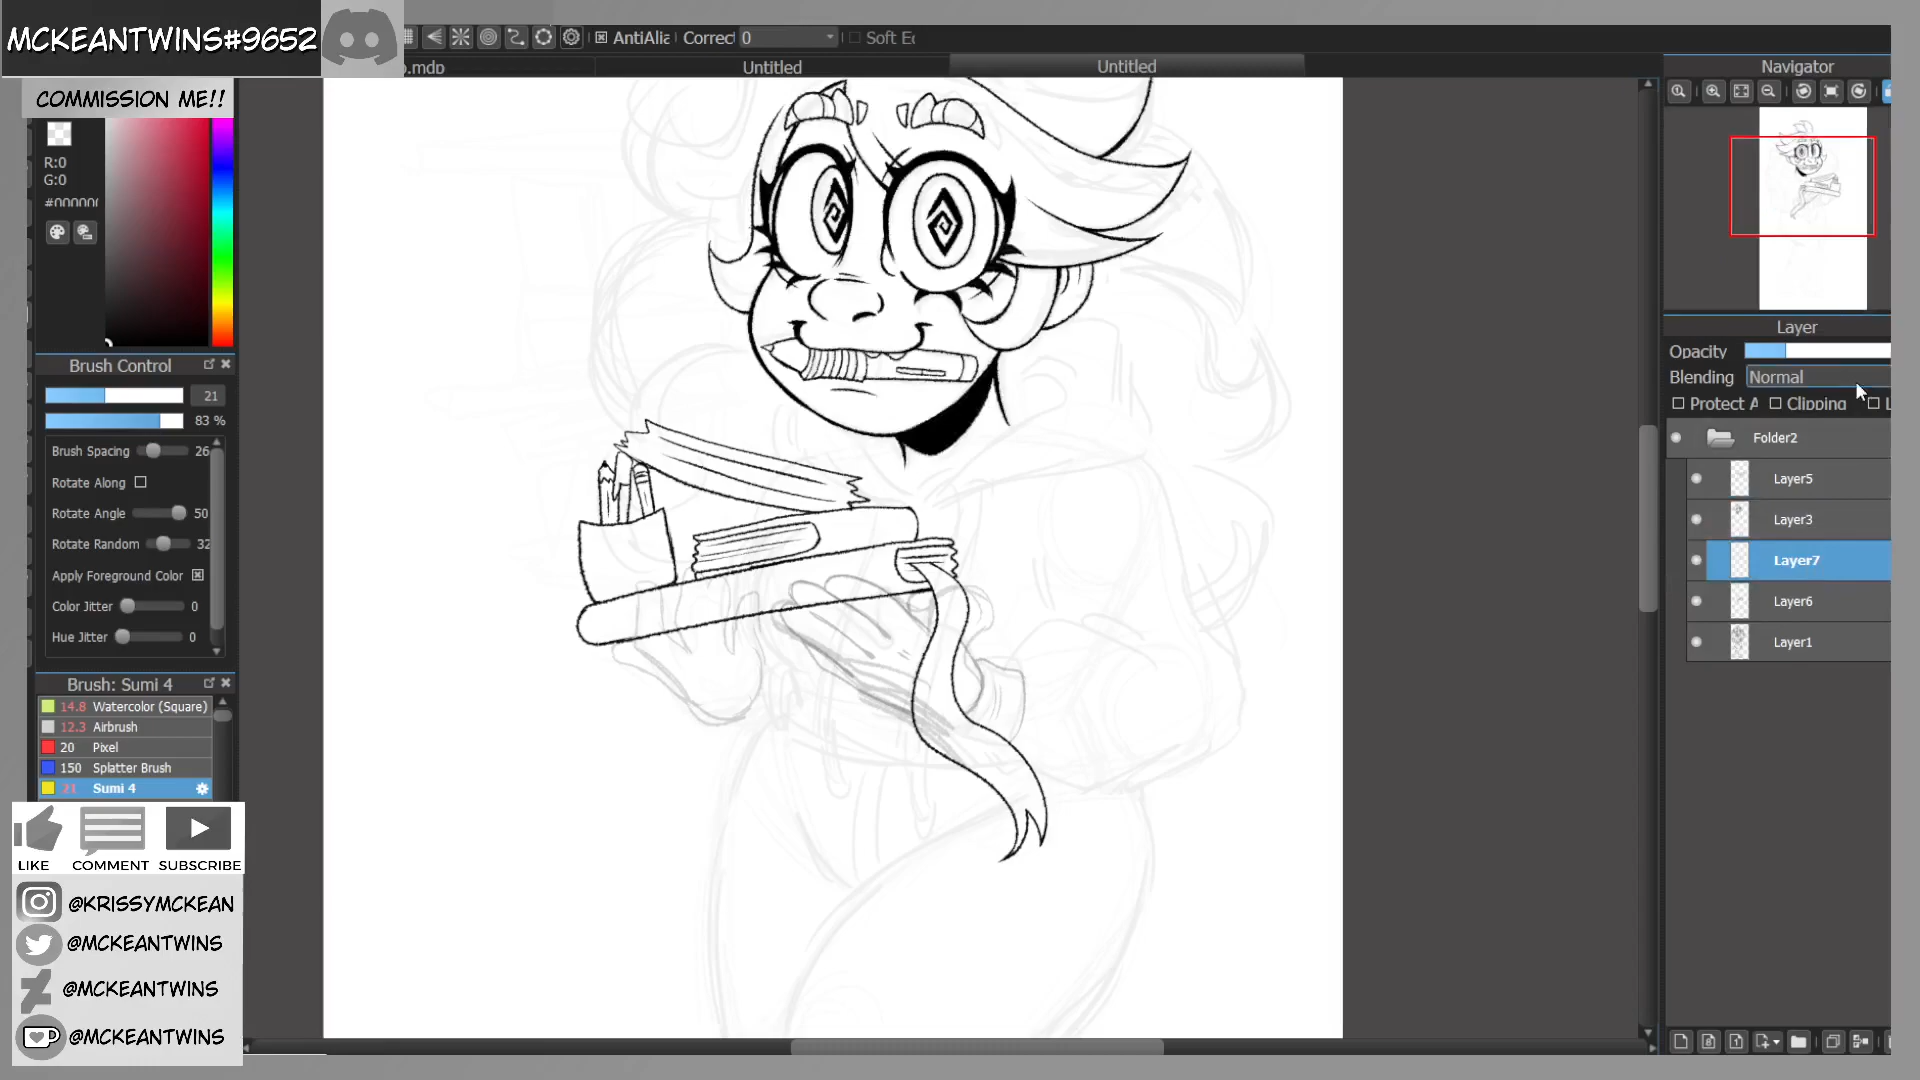 MCKEANTWINS#9652
COMMISSION ME!!
AntiAlia
Correct 0
Soft Ec
.mdp
Untitled
Untitled
Navigator
R:0
G:0
#000000
Brush Control
21
83 %
Brush Spacing 26
Rotate Along
Rotate Angle 50
Rotate Random 32
Apply Foreground Color
Color Jitter 0
Hue Jitter 0
Brush: Sumi 4
14.8 Watercolor (Square)
12.3 Airbrush
20 Pixel
150 Splatter Brush
21 Sumi 4
LIKE COMMENT SUBSCRIBE
@KRISSYMCKEAN
@MCKEANTWINS
@MCKEANTWINS
@MCKEANTWINS
Layer
Opacity
Blending Normal
Protect A Clipping L
Folder2
Layer5
Layer3
Layer7
Layer6
Layer1